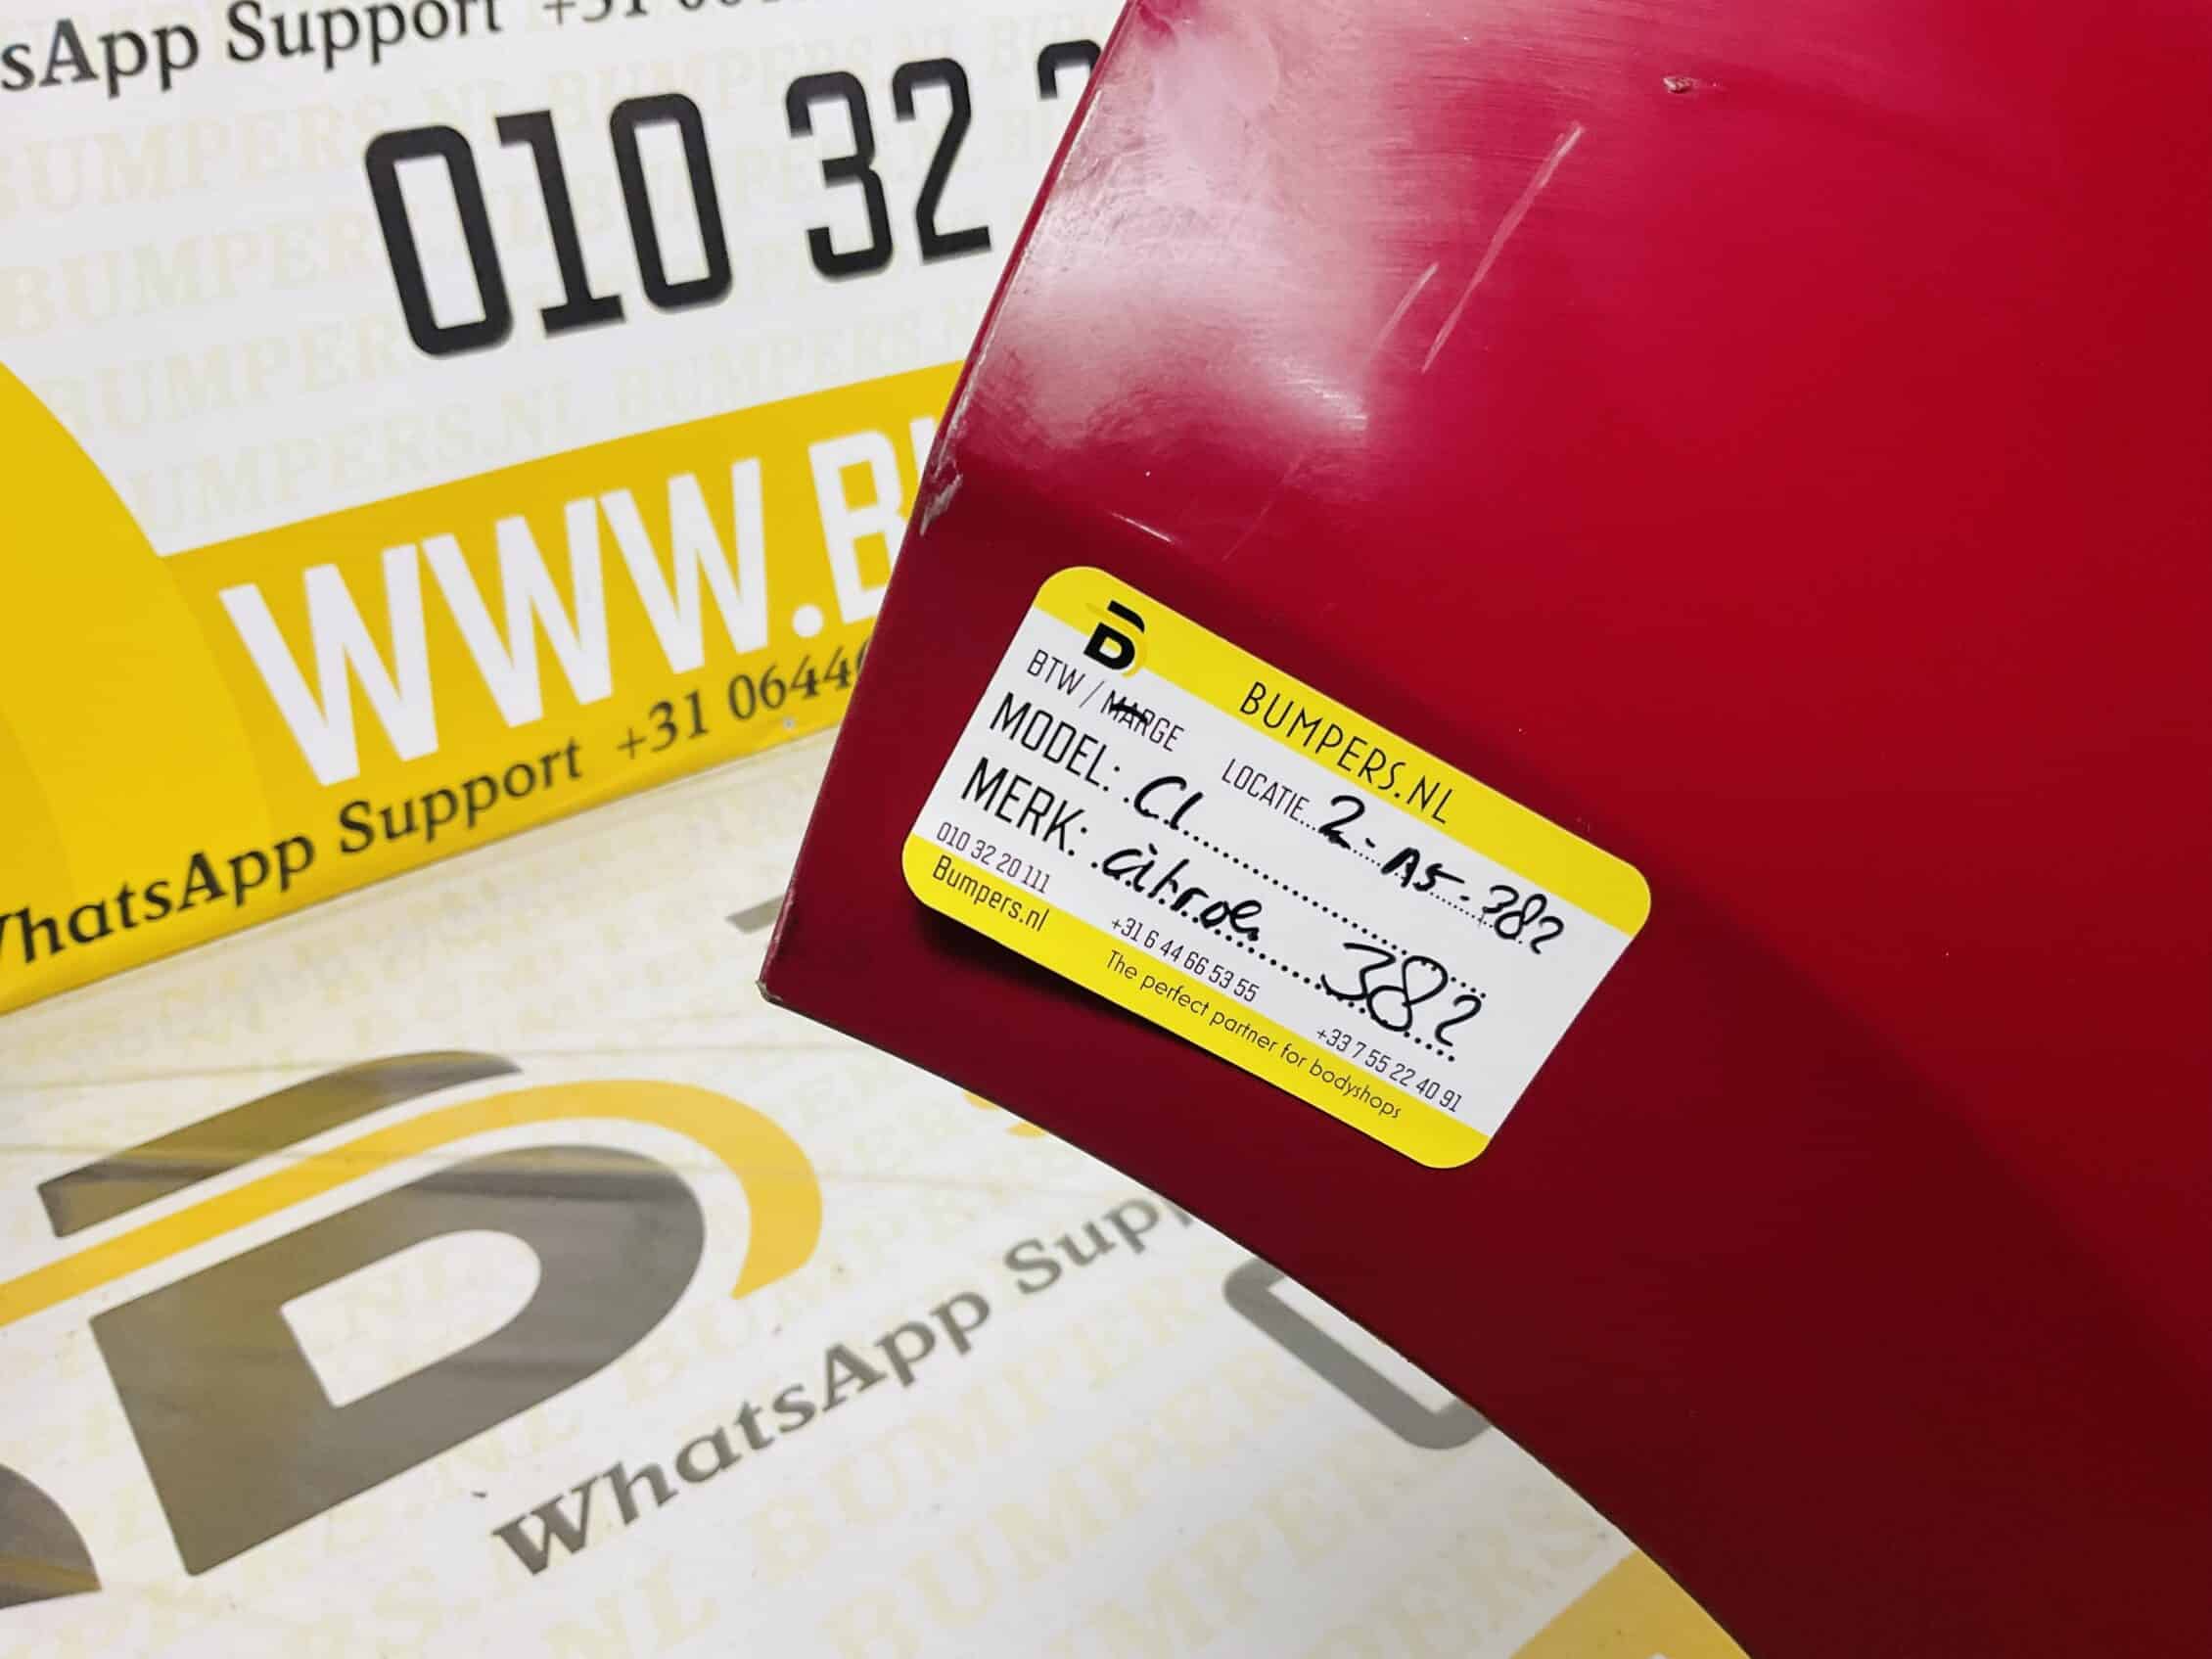 sApp Support +31 06
010 32 2
WWW.B
WhatsApp Support +31 0644
BUMPERS.NL
BTW / MARGE LOCATIE 2-A5-382
MODEL: C1
MERK: citroen 382
010 32 20 111 +31 6 44 66 53 55 +33 7 55 22 40 91
Bumpers.nl The perfect partner for bodyshops
WhatsApp Supp